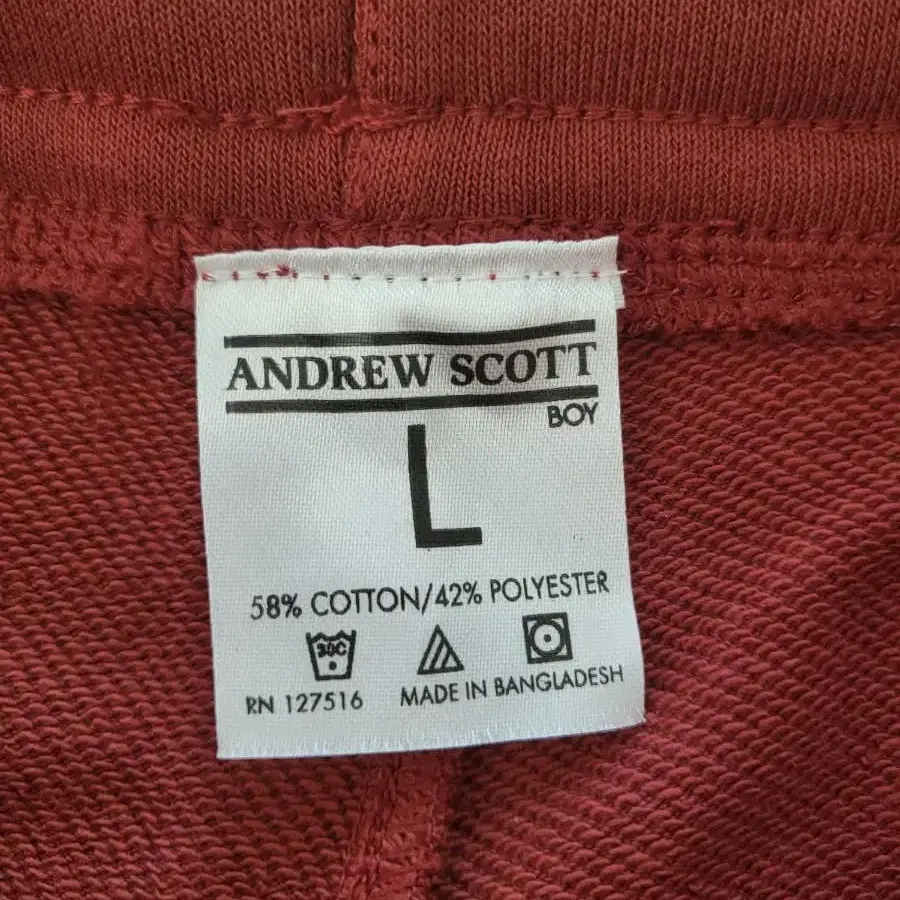 ANDREW SCOTT
BOY
L
58% COTTON/42% POLYESTER
30C
RN 127516 MADE IN BANGLADESH